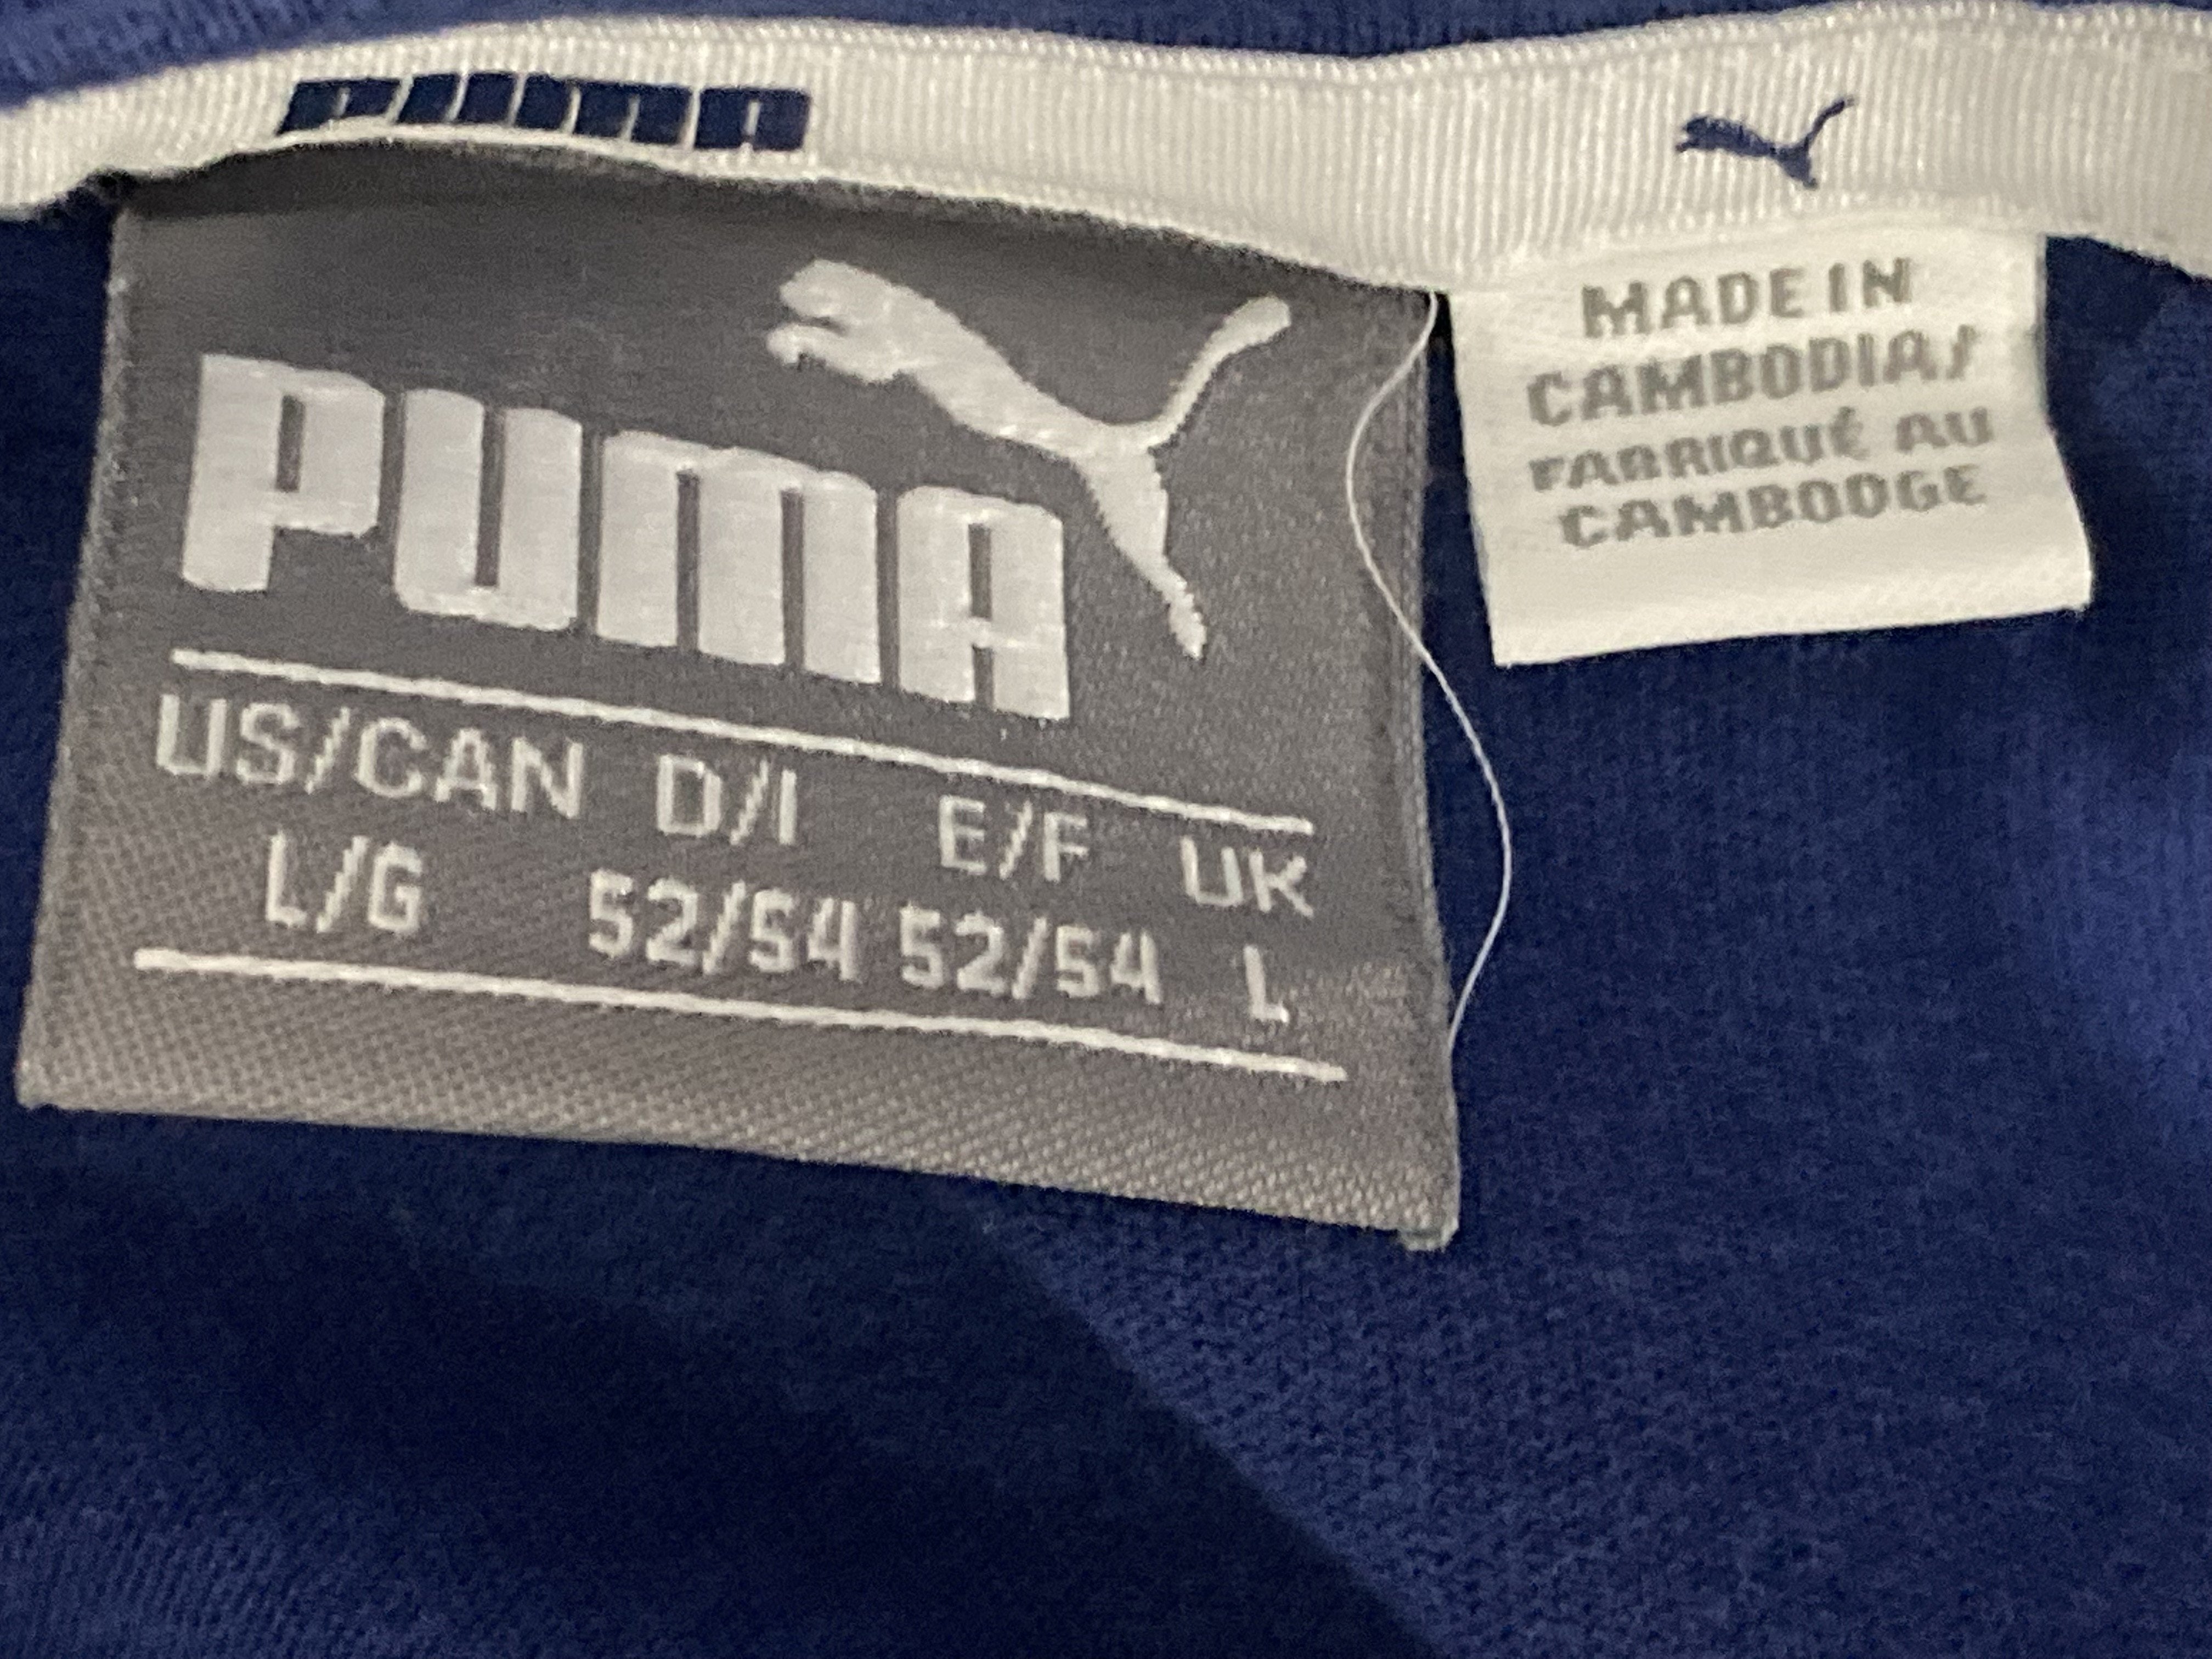 PUMA
PUMA
US/CAN D/I E/F UK
L/G 52/54 52/54 L
MADE IN
CAMBODIA/
FABRIQUÉ AU
CAMBODGE